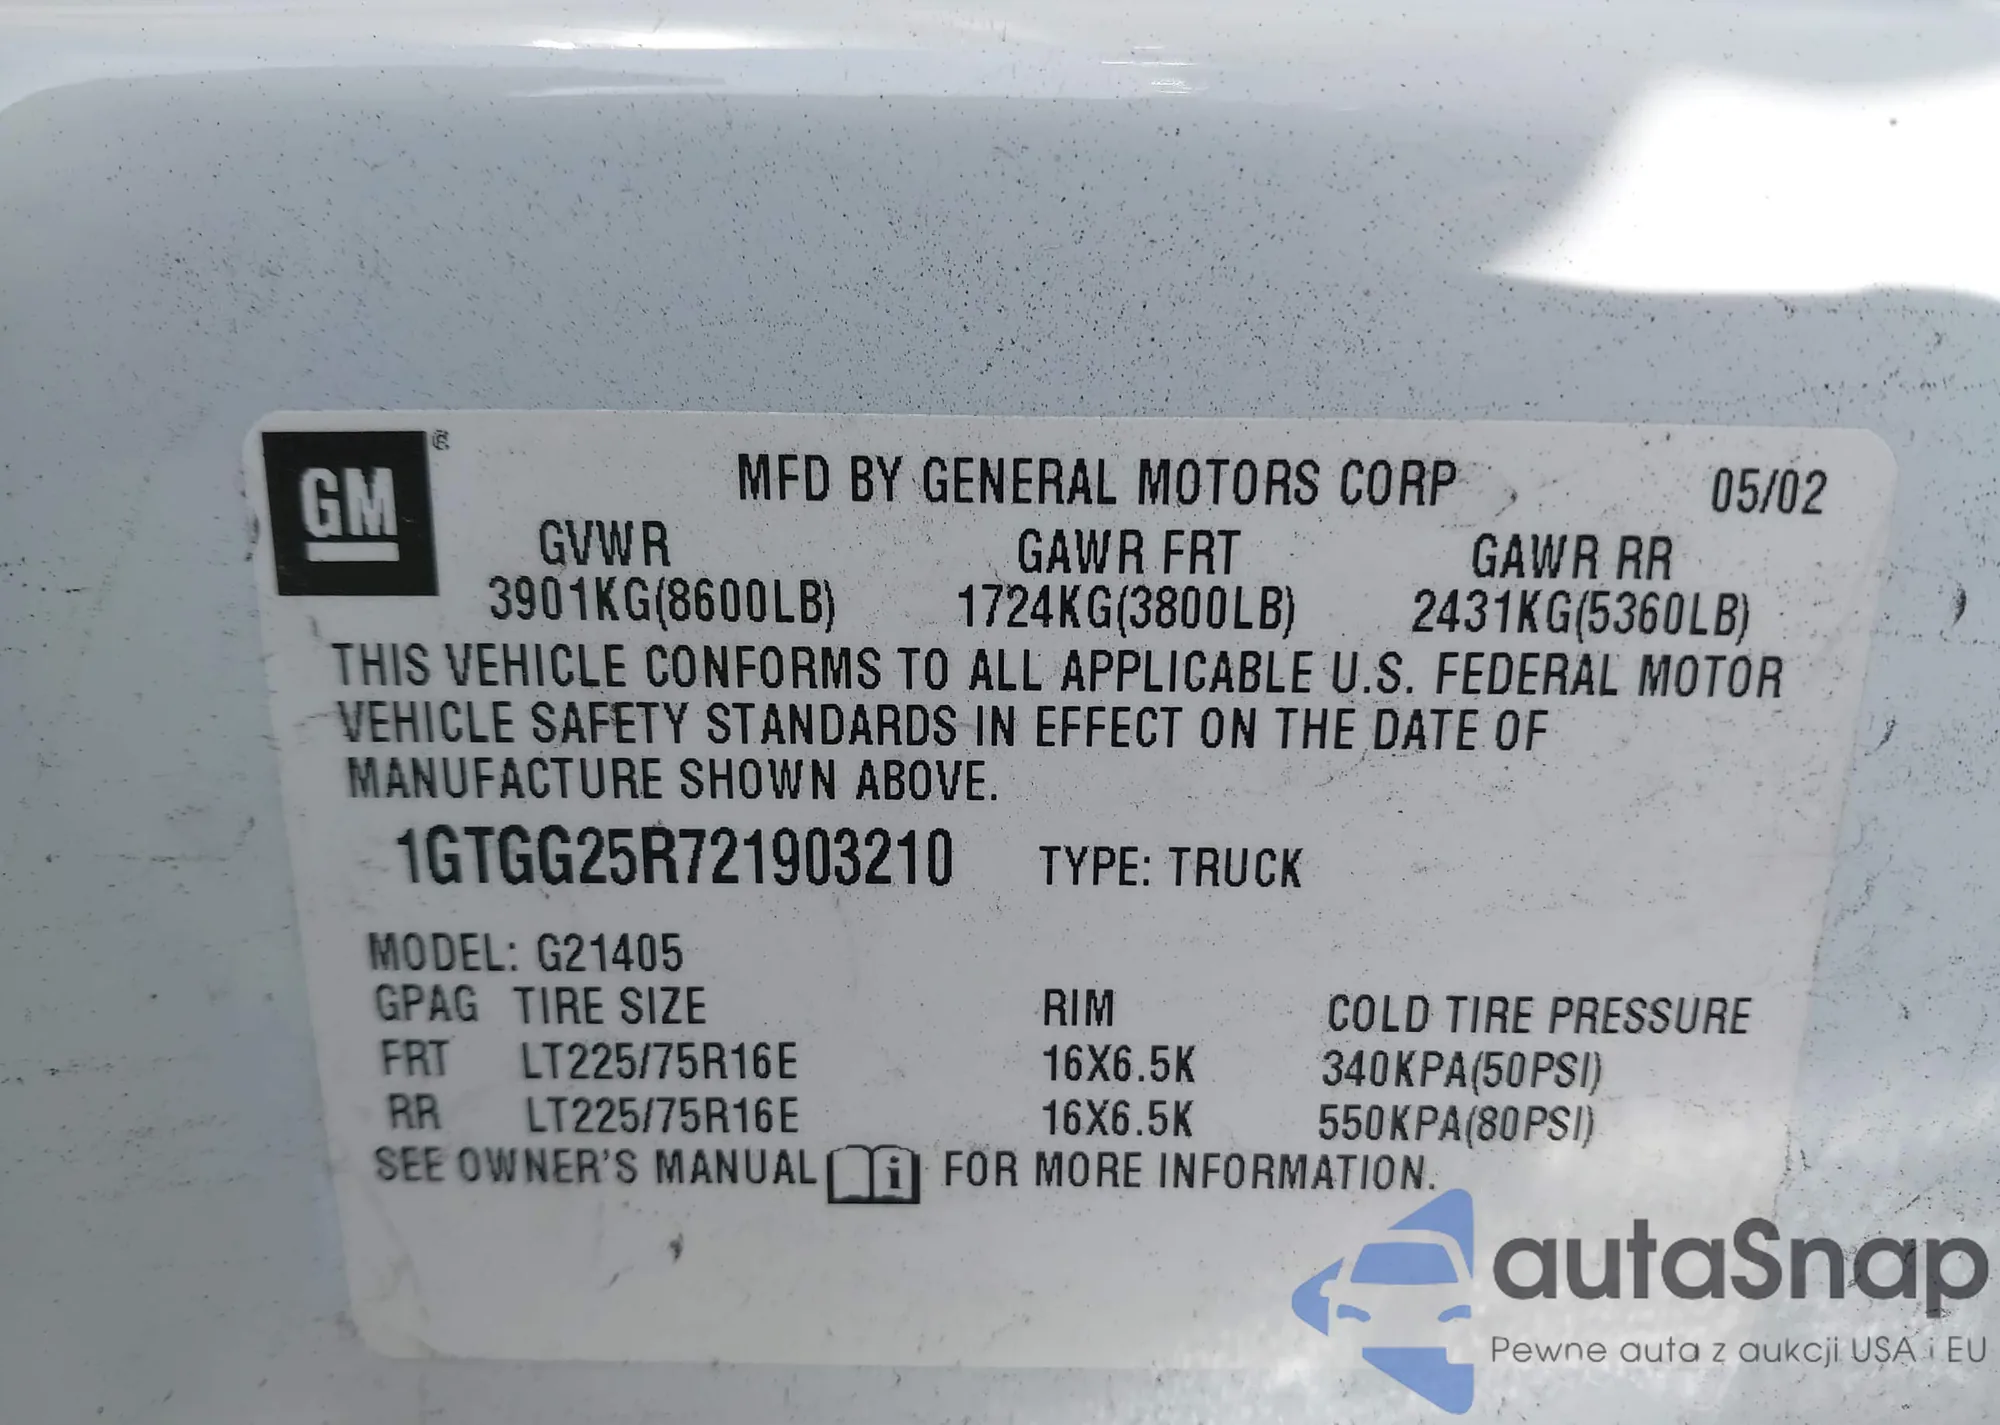 GM
MFD BY GENERAL MOTORS CORP 05/02
GVWR GAWR FRT GAWR RR
3901KG(8600LB) 1724KG(3800LB) 2431KG(5360LB)
THIS VEHICLE CONFORMS TO ALL APPLICABLE U.S. FEDERAL MOTOR
VEHICLE SAFETY STANDARDS IN EFFECT ON THE DATE OF
MANUFACTURE SHOWN ABOVE.
1GTGG25R721903210 TYPE: TRUCK
MODEL: G21405
GPAG TIRE SIZE RIM COLD TIRE PRESSURE
FRT LT225/75R16E 16X6.5K 340KPA(50PSI)
RR LT225/75R16E 16X6.5K 550KPA(80PSI)
SEE OWNER'S MANUAL i FOR MORE INFORMATION.
autaSnap
Pewne auta z aukcji USA i EU